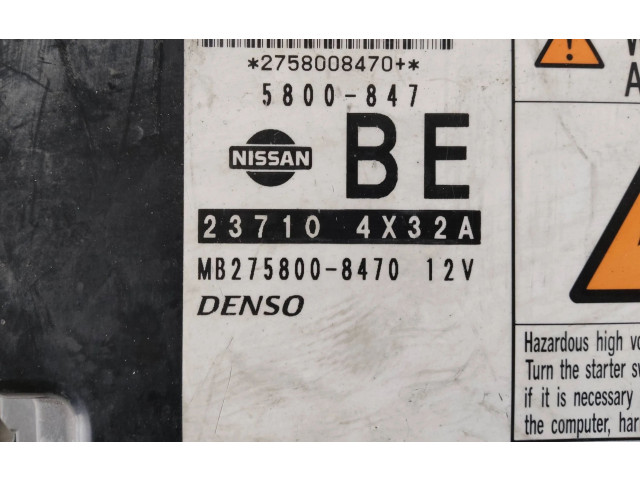 *2758008470+*
5800-847
NISSAN
BE
23710 4X32A
MB275800-8470 12V
DENSO
Hazardous high
Turn the starter
if it is necessary
the computer,